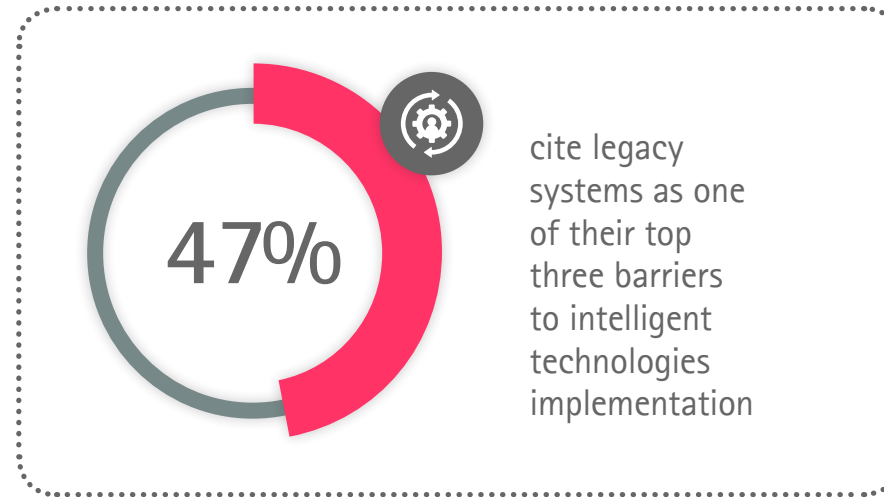 47%
cite legacy
systems as one
of their top
three barriers
to intelligent
technologies
implementation